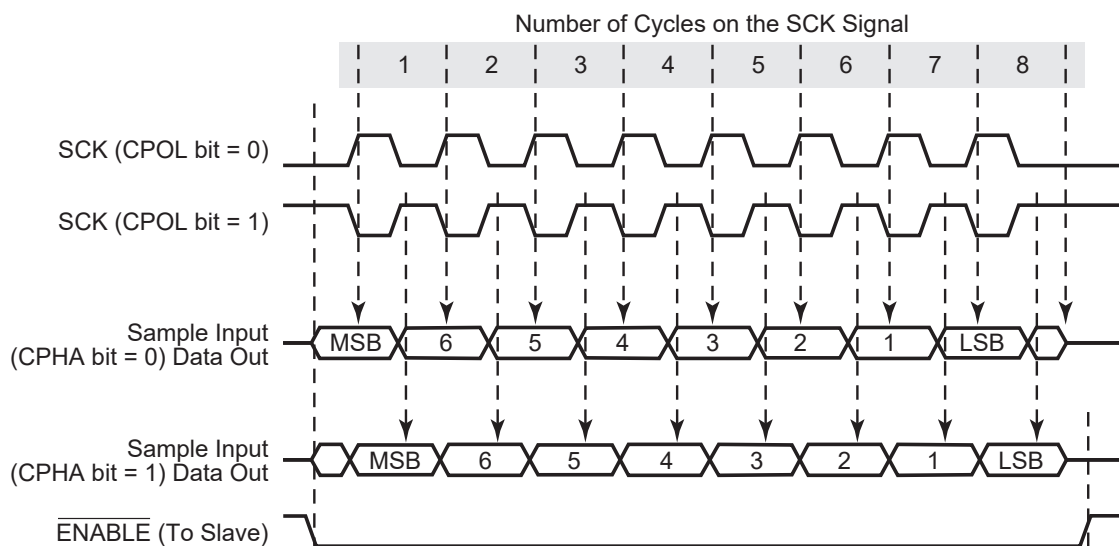 Number of Cycles on the SCK Signal
1 2 3 4 5 6 7 8
SCK (CPOL bit = 0)
SCK (CPOL bit = 1)
Sample Input
(CPHA bit = 0) Data Out
MSB 6 5 4 3 2 1 LSB
Sample Input
(CPHA bit = 1) Data Out
MSB 6 5 4 3 2 1 LSB
ENABLE (To Slave)